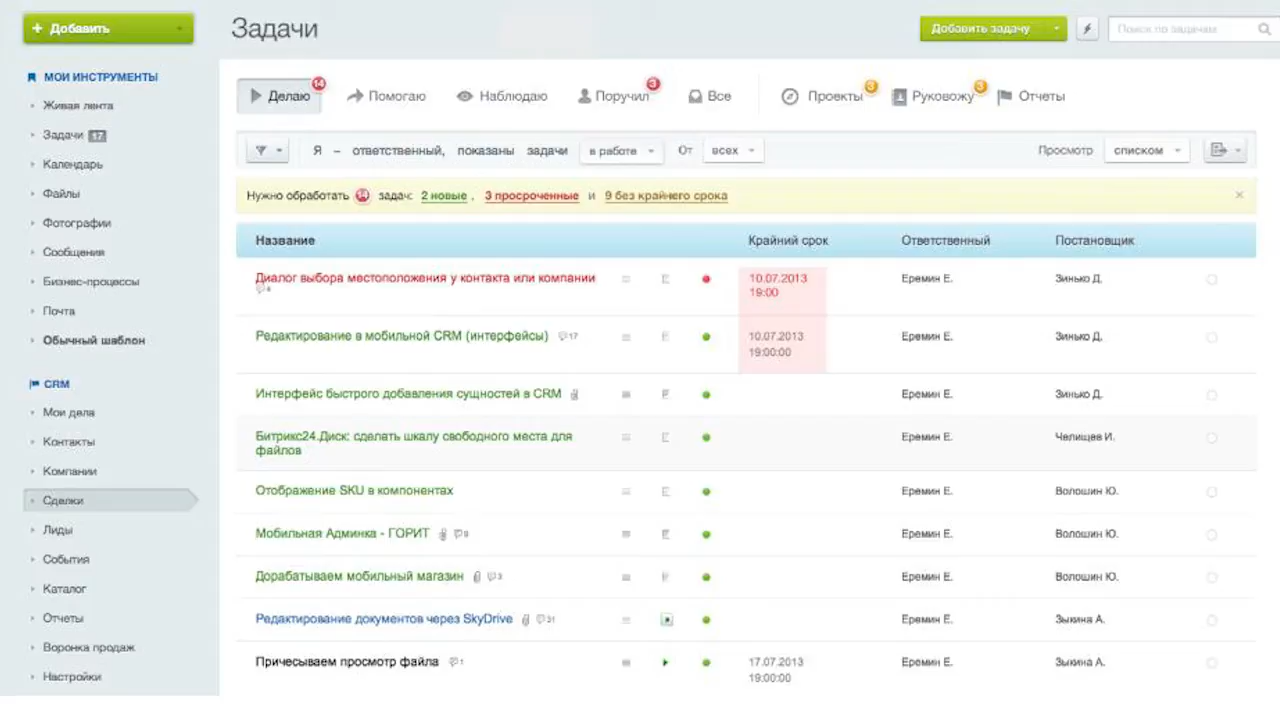 Добавить
Задачи
Добавить задачу
Поиск по задачам
МОИ ИНСТРУМЕНТЫ
Живая лента
Задачи 17
Календарь
Файлы
Фотографии
Сообщения
Бизнес-процессы
Почта
Обычный шаблон
CRM
Мои дела
Контакты
Компании
Сделки
Лиды
События
Каталог
Отчеты
Воронка продаж
Настройки
Делаю 14
Помогаю
Наблюдаю
Поручил 3
Все
Проекты 3
Руковожу 3
Отчеты
Я – ответственный, показаны задачи в работе От всех
Просмотр списком
Нужно обработать 14 задач: 2 новые, 3 просроченные и 9 без крайнего срока
Название Крайний срок Ответственный Постановщик
Диалог выбора местоположения у контакта или компании 10.07.2013 Еремин Е. Зинько Д.
4 19:00
Редактирование в мобильной CRM (интерфейсы) 17 10.07.2013 Еремин Е. Зинько Д.
19:00:00
Интерфейс быстрого добавления сущностей в CRM Еремин Е. Зинько Д.
Битрикс24.Диск: сделать шкалу свободного места для Еремин Е. Челищев И.
файлов
Отображение SKU в компонентах Еремин Е. Волошин Ю.
Мобильная Админка - ГОРИТ 9 Еремин Е. Волошин Ю.
Дорабатываем мобильный магазин 3 Еремин Е. Волошин Ю.
Редактирование документов через SkyDrive 31 Еремин Е. Зыкина А.
Причесываем просмотр файла 1 17.07.2013 Еремин Е. Зыкина А.
19:00:00